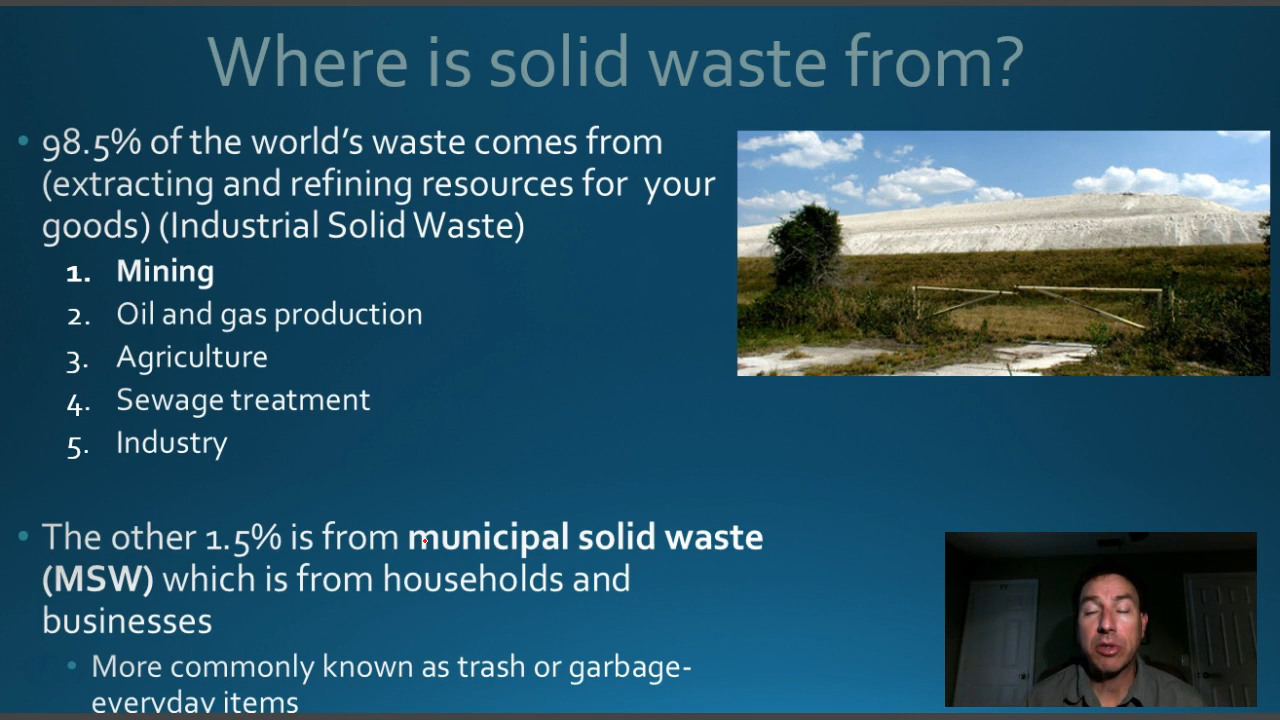 Where is solid waste from?
• 98.5% of the world's waste comes from
(extracting and refining resources for  your
goods) (Industrial Solid Waste)
1. Mining
2. Oil and gas production
3. Agriculture
4. Sewage treatment
5. Industry
• The other 1.5% is from municipal solid waste
(MSW) which is from households and
businesses
• More commonly known as trash or garbage-
everyday items